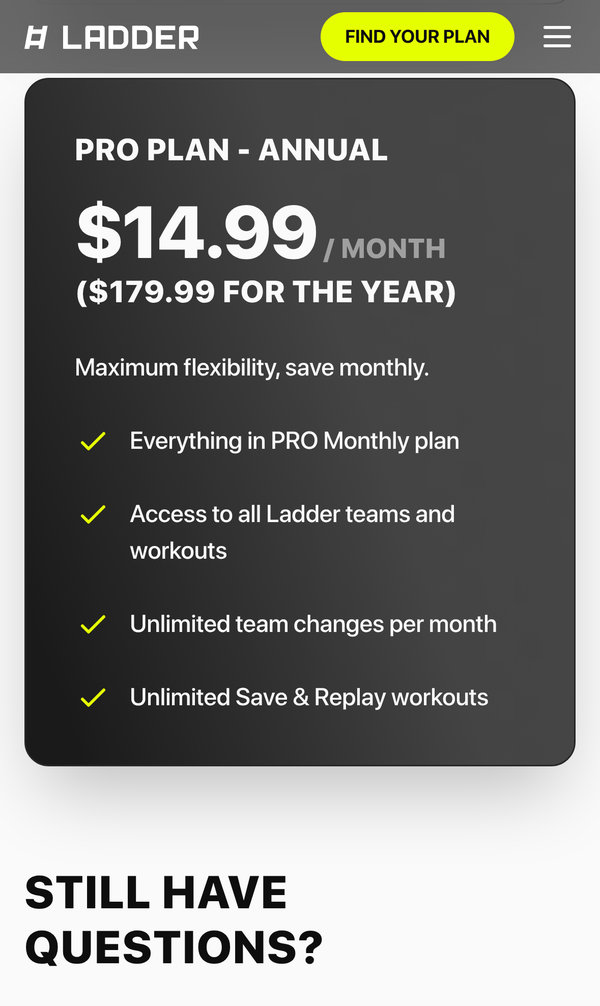 LADDER
FIND YOUR PLAN
PRO PLAN - ANNUAL
$14.99 / MONTH
($179.99 FOR THE YEAR)
Maximum flexibility, save monthly.
Everything in PRO Monthly plan
Access to all Ladder teams and
workouts
Unlimited team changes per month
Unlimited Save & Replay workouts
STILL HAVE
QUESTIONS?